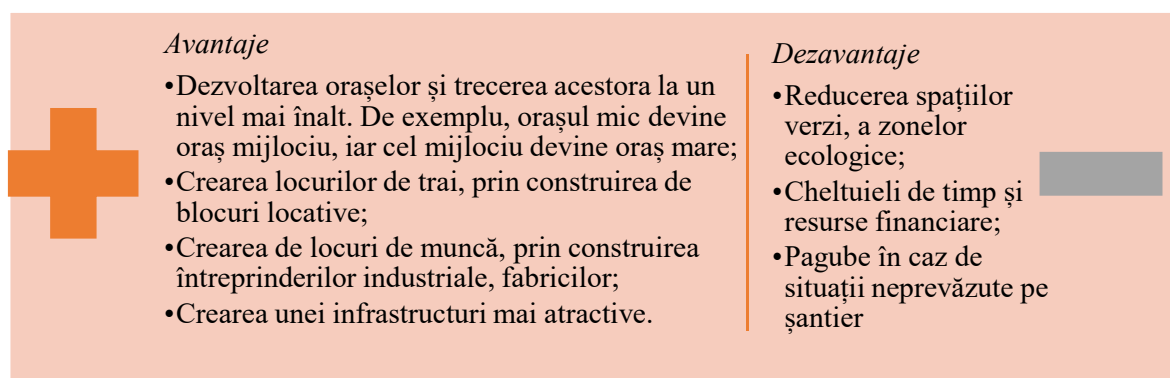 Avantaje
•Dezvoltarea orașelor și trecerea acestora la un
nivel mai înalt. De exemplu, orașul mic devine
oraș mijlociu, iar cel mijlociu devine oraș mare;
•Crearea locurilor de trai, prin construirea de
blocuri locative;
•Crearea de locuri de muncă, prin construirea
întreprinderilor industriale, fabricilor;
•Crearea unei infrastructuri mai atractive.
Dezavantaje
•Reducerea spațiilor
verzi, a zonelor
ecologice;
•Cheltuieli de timp și
resurse financiare;
•Pagube în caz de
situații neprevăzute pe
șantier